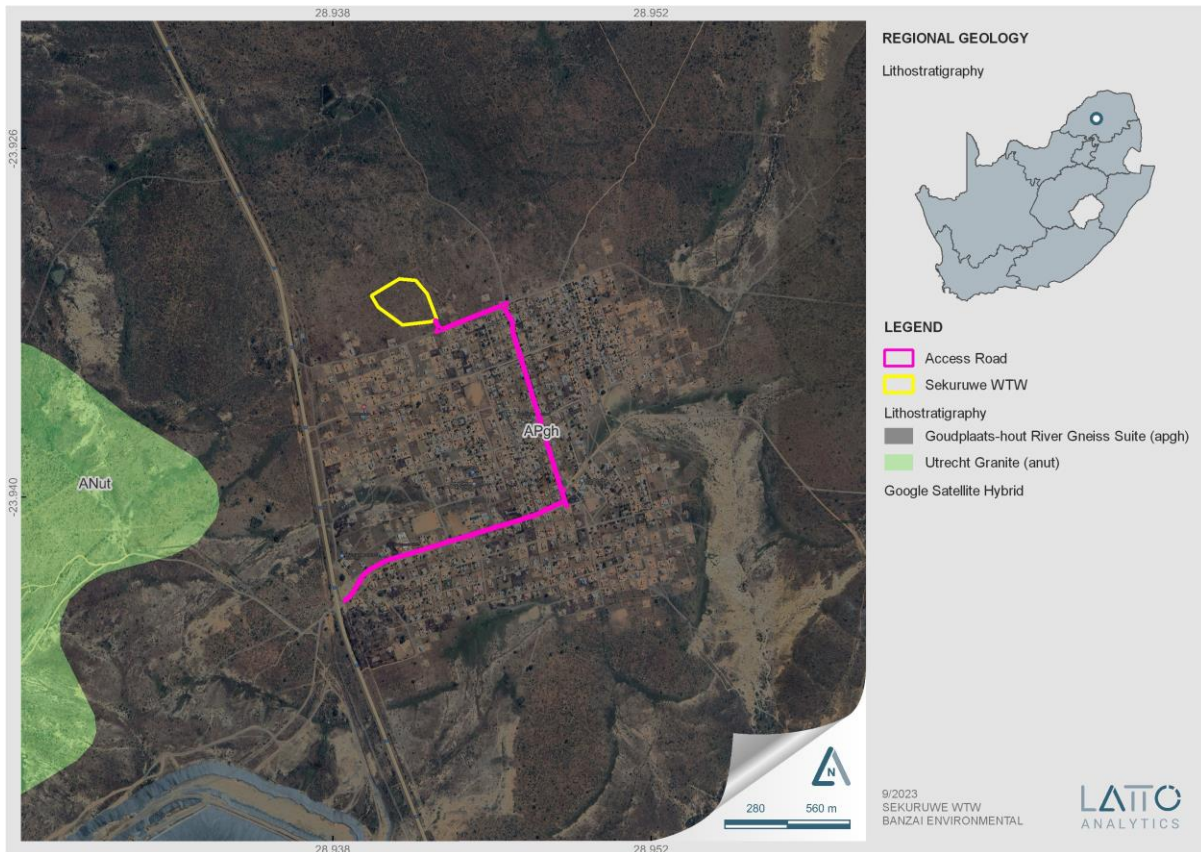 28.938
28.952
-23.926
-23.940
APgh
ANut
N
280
560 m
28.938
28.952
REGIONAL GEOLOGY
Lithostratigraphy
LEGEND
Access Road
Sekuruwe WTW
Lithostratigraphy
Goudplaats-hout River Gneiss Suite (apgh)
Utrecht Granite (anut)
Google Satellite Hybrid
9/2023
SEKURUWE WTW
BANZAI ENVIRONMENTAL
LATTO
ANALYTICS